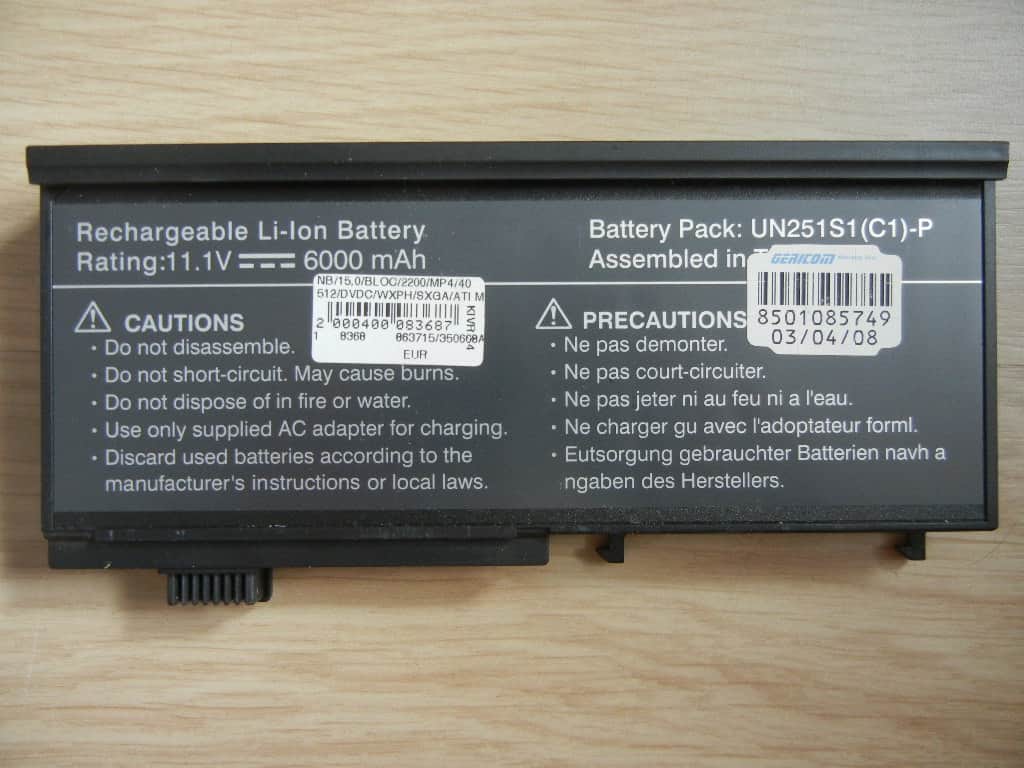 Rechargeable Li-Ion Battery
Rating:11.1V 6000 mAh
Battery Pack: UN251S1(C1)-P
Assembled in
GERICOM
8501085749
03/04/08
NB/15,0/BLOO/2200/MP4/40
512/DVDC/WXPH/SXGA/ATI M
2 000400 083687
1 8368 863715/350608A
EUR
CAUTIONS
• Do not disassemble.
• Do not short-circuit. May cause burns.
• Do not dispose of in fire or water.
• Use only supplied AC adapter for charging.
• Discard used batteries according to the
manufacturer's instructions or local laws.
PRECAUTIONS
• Ne pas demonter.
• Ne pas court-circuiter.
• Ne pas jeter ni au feu ni a l'eau.
• Ne charger gu avec l'adoptateur forml.
• Eutsorgung gebrauchter Batterien navh a
ngaben des Herstellers.